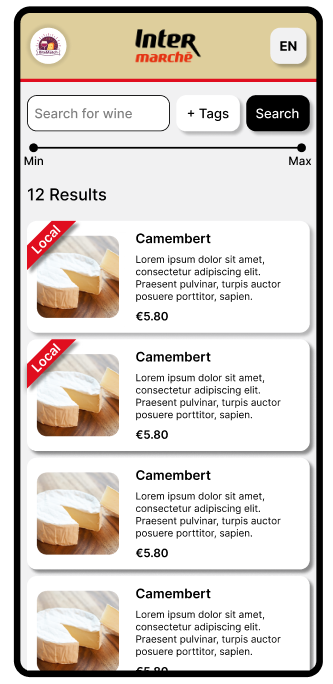 Inter
marchē
EN
Search for wine
+ Tags
Search
Min
Max
12 Results
Local
Camembert
Lorem ipsum dolor sit amet,
consectetur adipiscing elit.
Praesent pulvinar, turpis auctor
posuere porttitor, sapien.
€5.80
Local
Camembert
Lorem ipsum dolor sit amet,
consectetur adipiscing elit.
Praesent pulvinar, turpis auctor
posuere porttitor, sapien.
€5.80
Camembert
Lorem ipsum dolor sit amet,
consectetur adipiscing elit.
Praesent pulvinar, turpis auctor
posuere porttitor, sapien.
€5.80
Camembert
Lorem ipsum dolor sit amet,
consectetur adipiscing elit.
Praesent pulvinar, turpis auctor
posuere porttitor, sapien.
€5.80